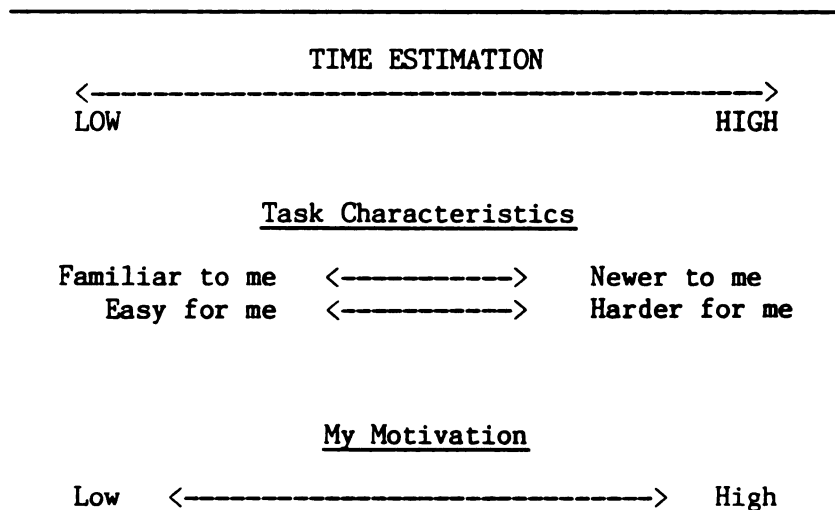 TIME ESTIMATION
<-------------------------------------------->
LOW HIGH
Task Characteristics
Familiar to me <-----------> Newer to me
Easy for me <-----------> Harder for me
My Motivation
Low <------------------------------> High